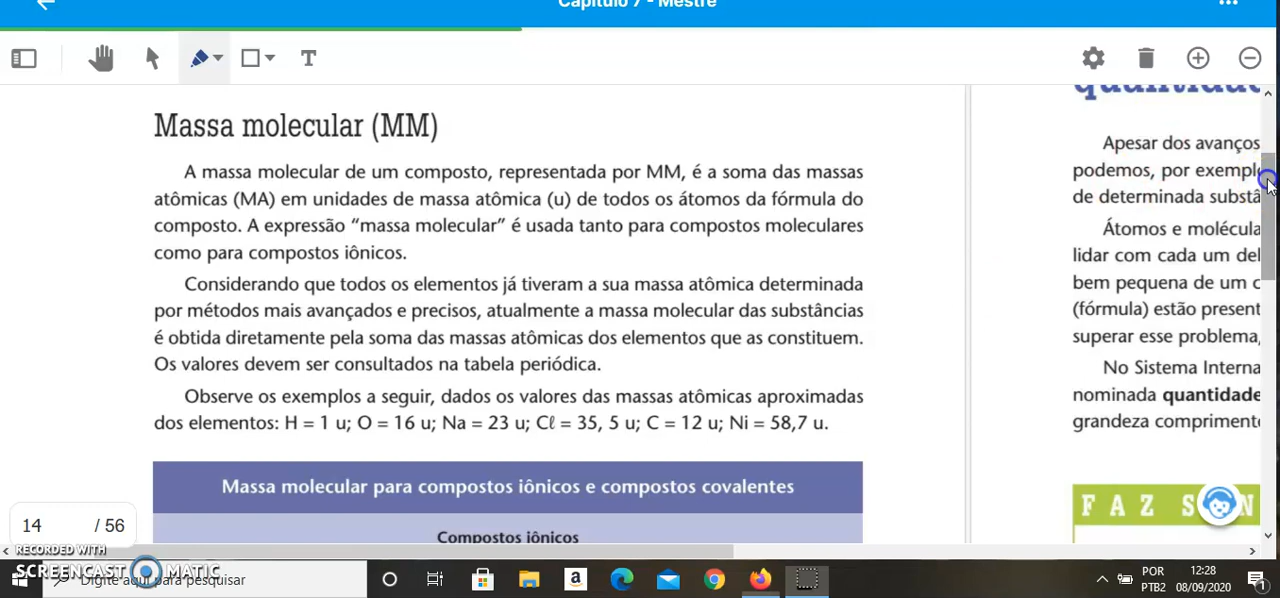 Capítulo 7 - Mestre
Massa molecular (MM)
A massa molecular de um composto, representada por MM, é a soma das massas
atômicas (MA) em unidades de massa atômica (u) de todos os átomos da fórmula do
composto. A expressão “massa molecular” é usada tanto para compostos moleculares
como para compostos iônicos.
Considerando que todos os elementos já tiveram a sua massa atômica determinada
por métodos mais avançados e precisos, atualmente a massa molecular das substâncias
é obtida diretamente pela soma das massas atômicas dos elementos que as constituem.
Os valores devem ser consultados na tabela periódica.
Observe os exemplos a seguir, dados os valores das massas atômicas aproximadas
dos elementos: H = 1 u; O = 16 u; Na = 23 u; Cℓ = 35, 5 u; C = 12 u; Ni = 58,7 u.
Massa molecular para compostos iônicos e compostos covalentes
Compostos iônicos
quantidad
Apesar dos avanços
podemos, por exempl
de determinada substâ
Átomos e molécula
lidar com cada um del
bem pequena de um c
(fórmula) estão present
superar esse problema,
No Sistema Interna
nominada quantidade
grandeza compriment
F A Z S N
14 / 56
RECORDED WITH
SCREENCAST MATIC
Digite aqui para pesquisar
POR
PTB2
12:28
08/09/2020